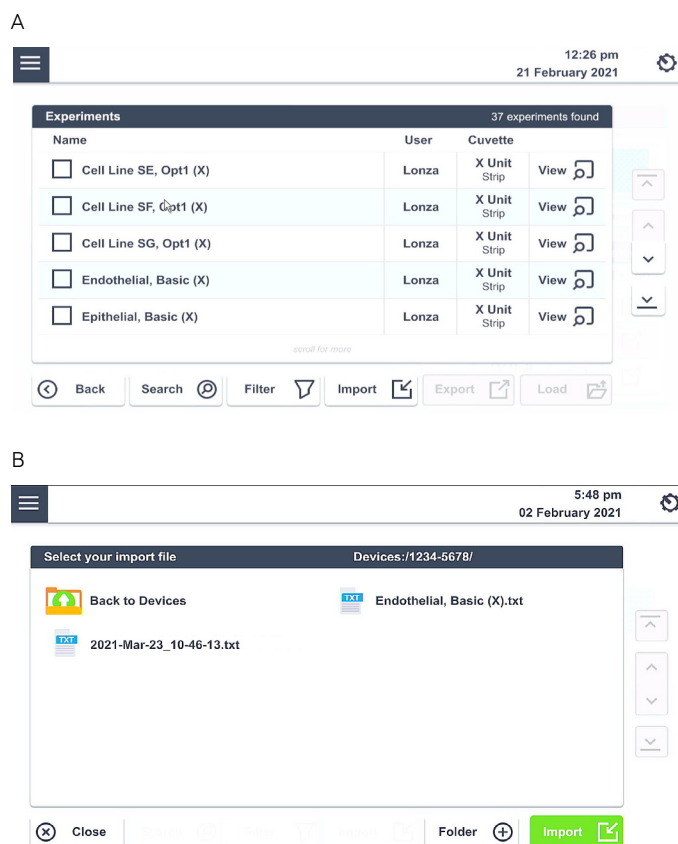 A
12:26 pm
21 February 2021
Experiments 37 experiments found
Name User Cuvette
Cell Line SE, Opt1 (X) Lonza X Unit Strip View
Cell Line SF, Opt1 (X) Lonza X Unit Strip View
Cell Line SG, Opt1 (X) Lonza X Unit Strip View
Endothelial, Basic (X) Lonza X Unit Strip View
Epithelial, Basic (X) Lonza X Unit Strip View
scroll for more
Back Search Filter Import Export Load
B
5:48 pm
02 February 2021
Select your import file Devices:/1234-5678/
Back to Devices TXT Endothelial, Basic (X).txt
TXT 2021-Mar-23_10-46-13.txt
Close Folder Import